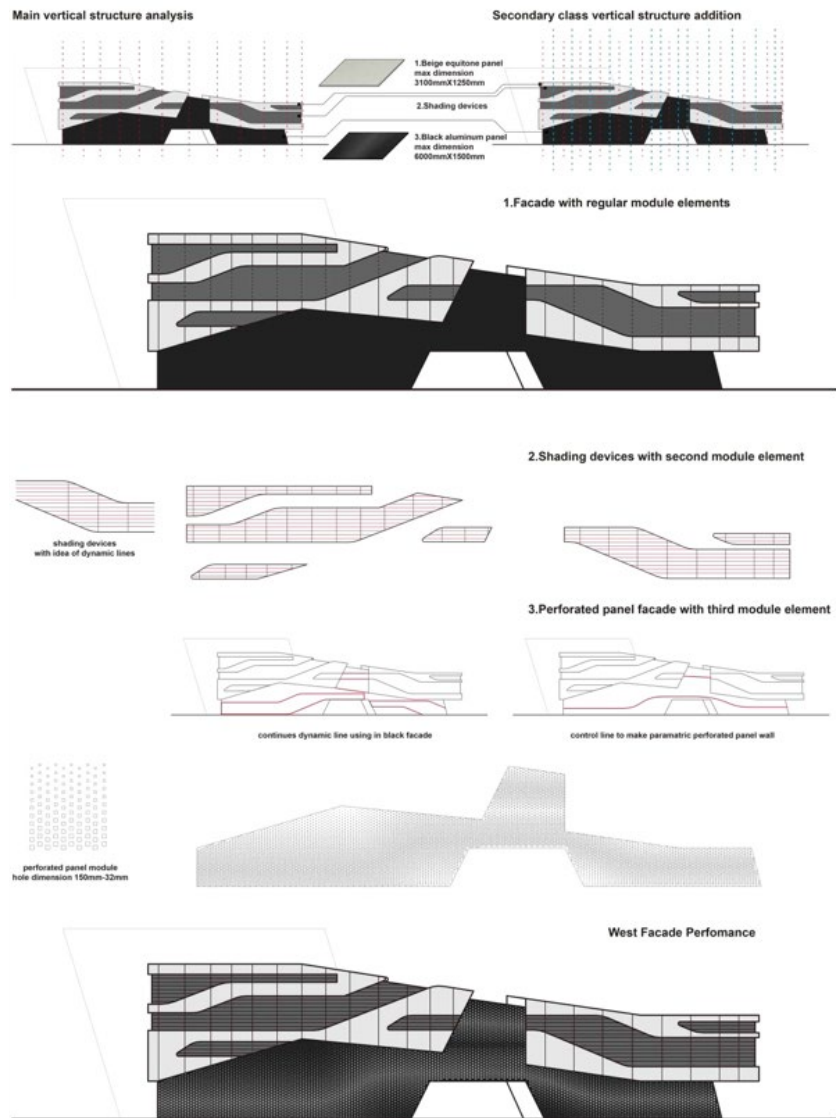 Main vertical structure analysis
Secondary class vertical structure addition
1.Beige equitone panel
max dimension
3100mmX1250mm
2.Shading devices
3.Black aluminum panel
max dimension
6000mmX1500mm
1.Facade with regular module elements
2.Shading devices with second module element
shading devices
with idea of dynamic lines
3.Perforated panel facade with third module element
continues dynamic line using in black facade
control line to make paramatric perforated panel wall
perforated panel module
hole dimension 150mm-32mm
West Facade Perfomance